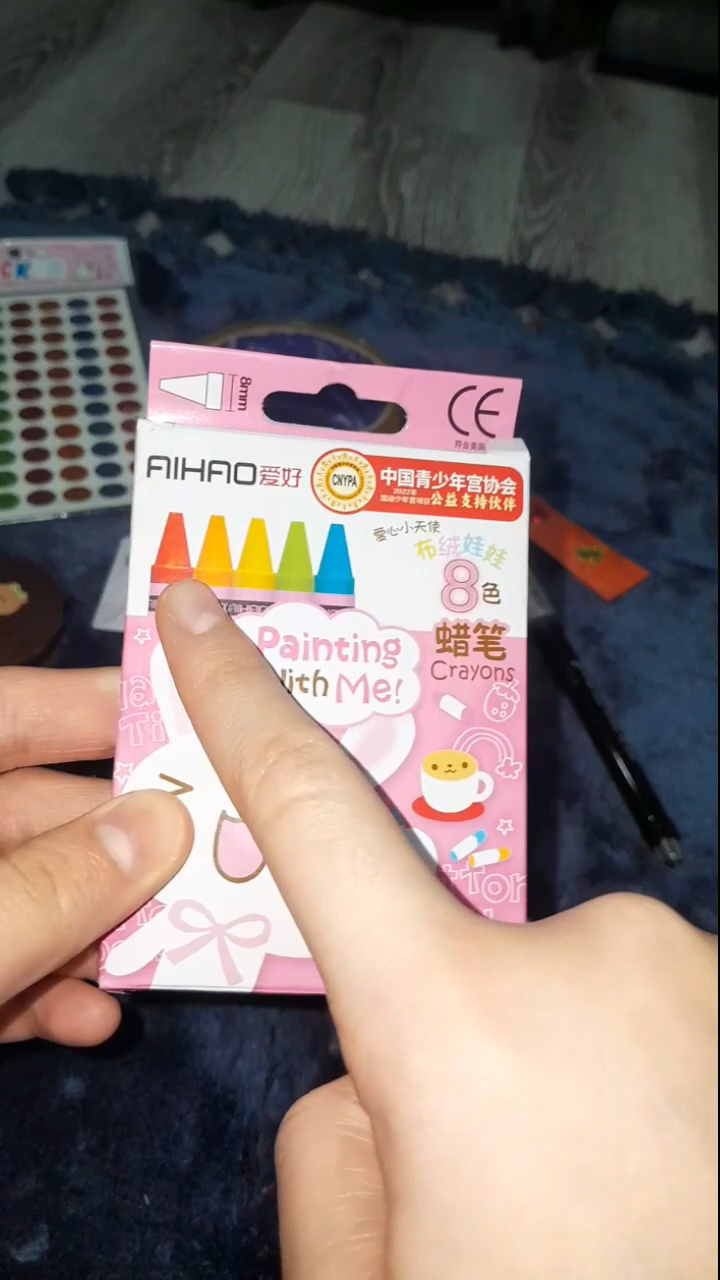 8mm
CE
符合美国
AIHAO爱好
CNYPA
中国青少年宫协会
2022年
公益支持伙伴
爱心小天使
布绒娃娃
8色
蜡笔
Crayons
Painting
With Me!